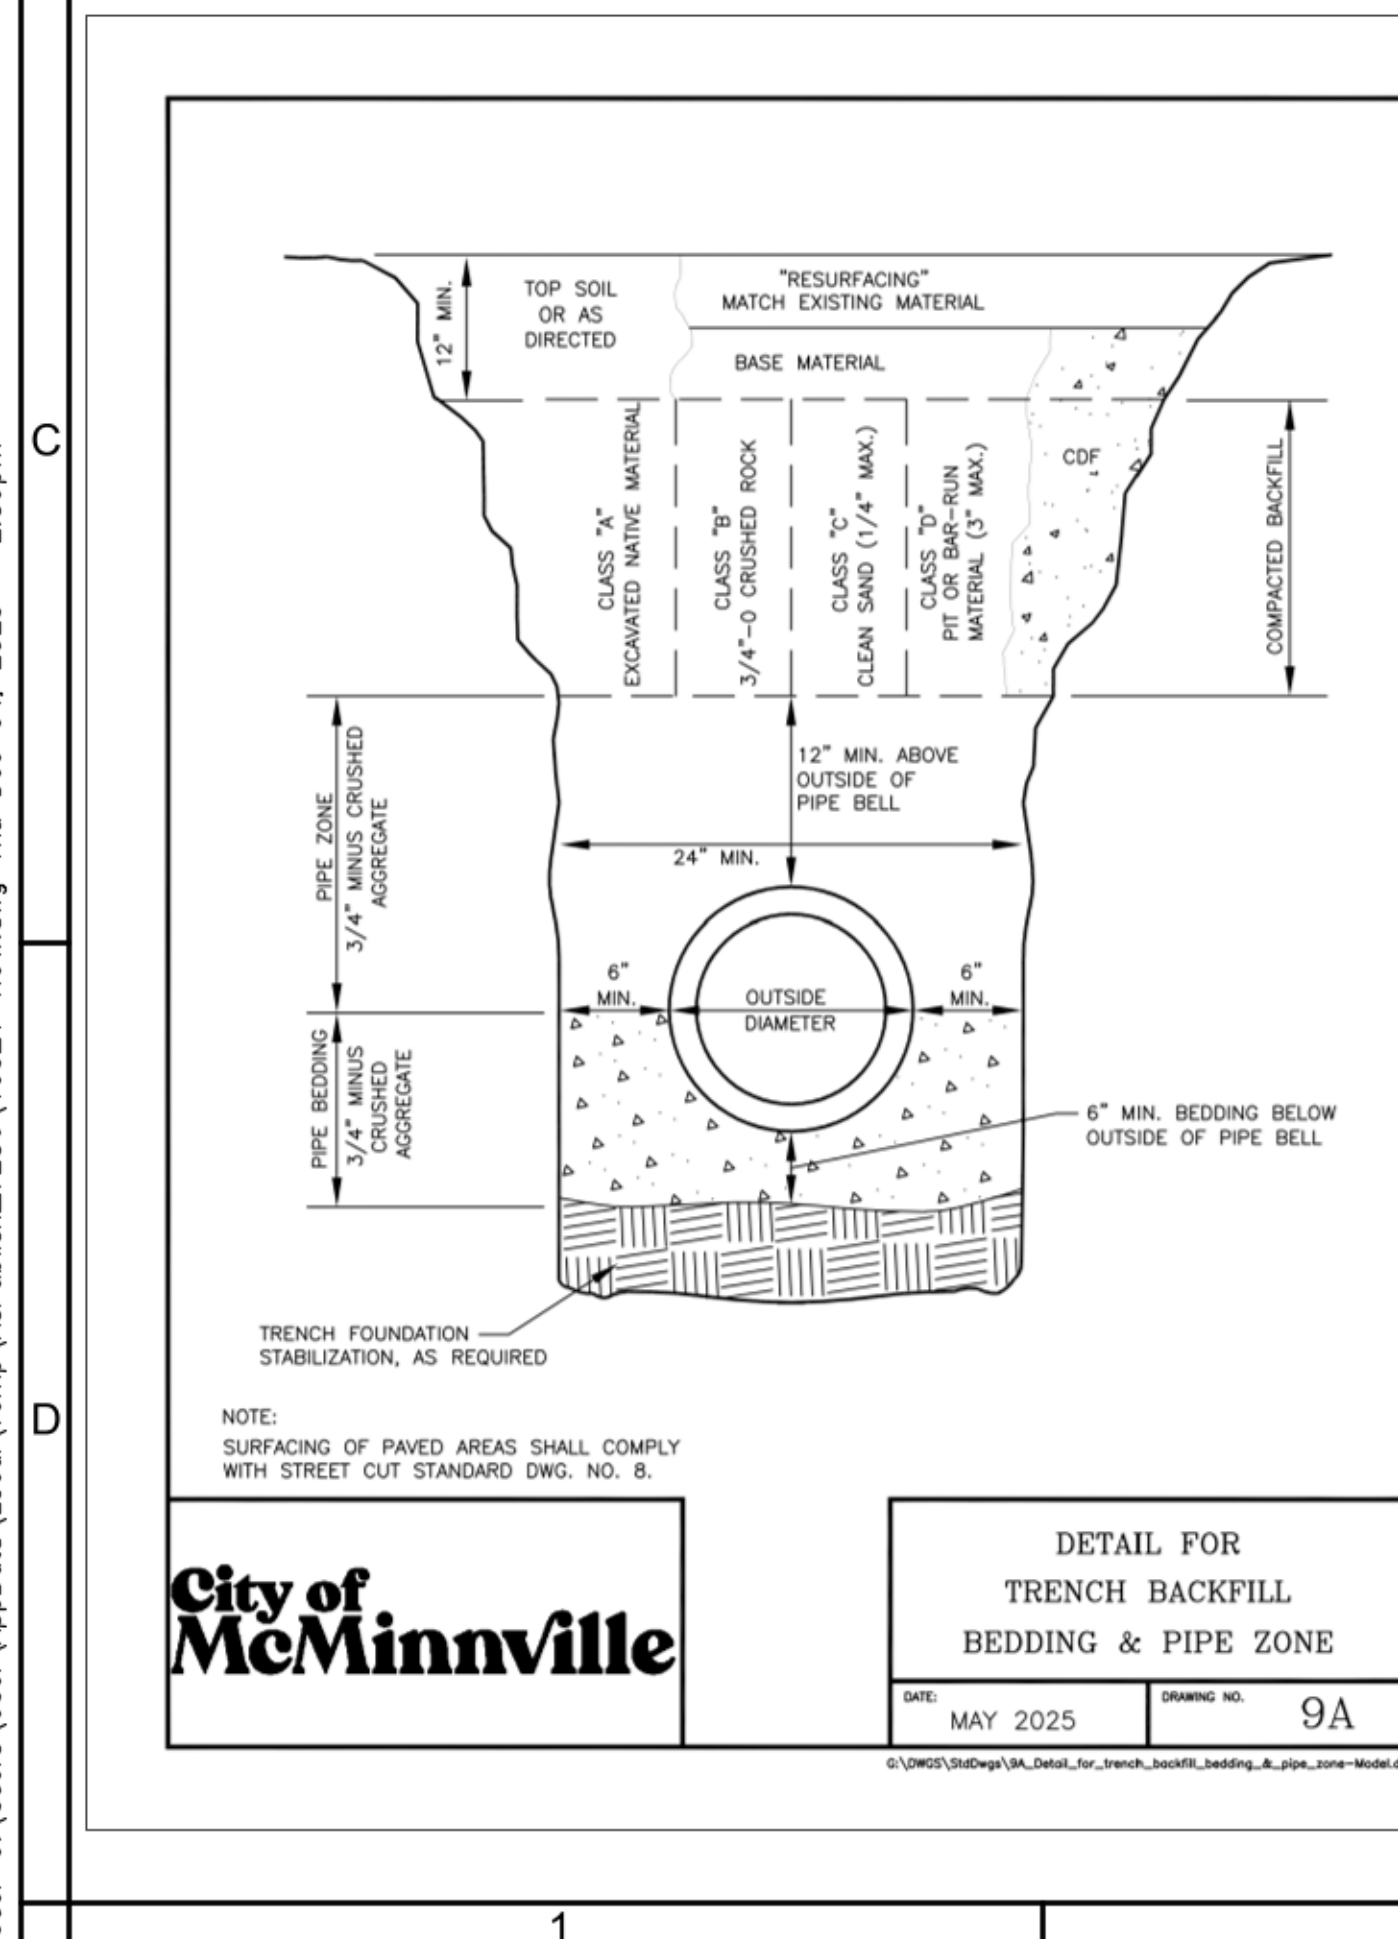 12" MIN.
TOP SOIL
OR AS
DIRECTED
"RESURFACING"
MATCH EXISTING MATERIAL
BASE MATERIAL
C
CLASS "A"
EXCAVATED NATIVE MATERIAL
CLASS "B"
3/4"-0 CRUSHED ROCK
CLASS "C"
CLEAN SAND (1/4" MAX.)
CLASS "D"
PIT OR BAR-RUN
MATERIAL (3" MAX.)
CDF
COMPACTED BACKFILL
PIPE ZONE
3/4" MINUS CRUSHED
AGGREGATE
12" MIN. ABOVE
OUTSIDE OF
PIPE BELL
24" MIN.
6"
MIN.
OUTSIDE
DIAMETER
6"
MIN.
PIPE BEDDING
3/4" MINUS
CRUSHED
AGGREGATE
6" MIN. BEDDING BELOW
OUTSIDE OF PIPE BELL
TRENCH FOUNDATION
STABILIZATION, AS REQUIRED
D
NOTE:
SURFACING OF PAVED AREAS SHALL COMPLY
WITH STREET CUT STANDARD DWG. NO. 8.
City of
McMinnville
DETAIL FOR
TRENCH BACKFILL
BEDDING & PIPE ZONE
DATE:
MAY 2025
DRAWING NO.
9A
G:\DWGS\StdDwgs\9A_Detail_for_trench_backfill_bedding_&_pipe_zone-Model.
1